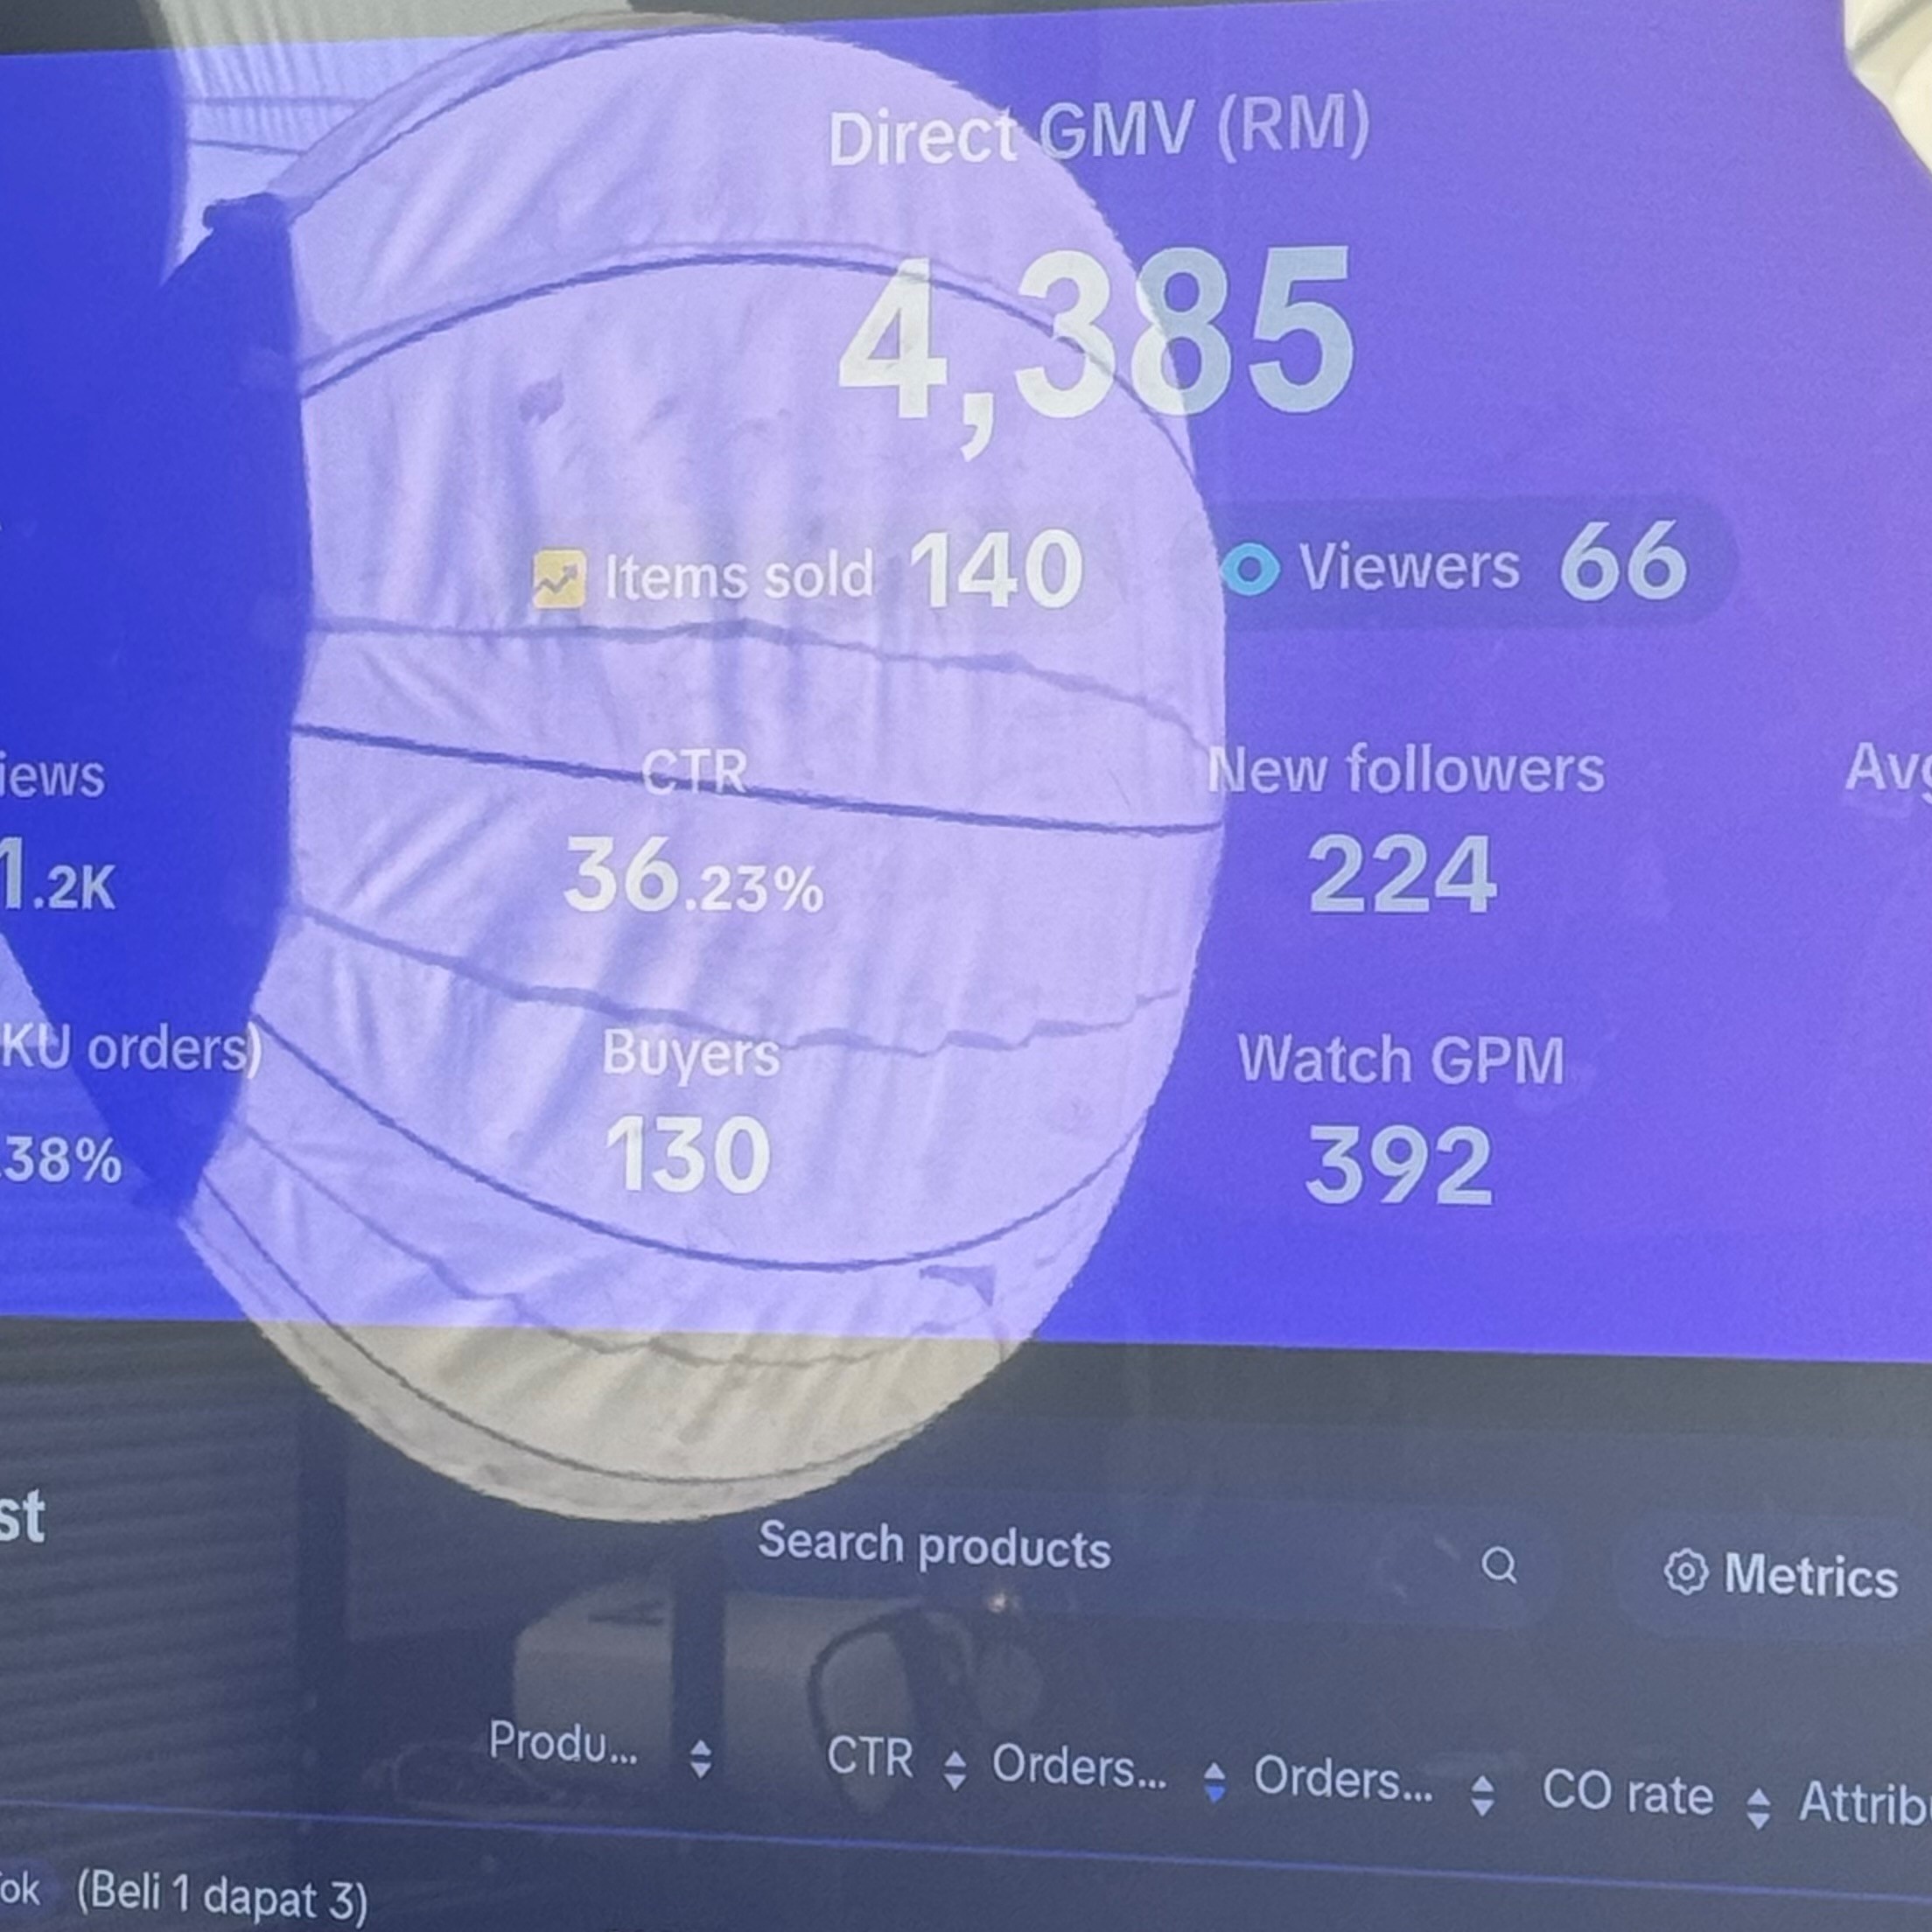 Direct GMV (RM)
4,385
Items sold 140 Viewers 66
iews CTR New followers Avg
1.2K 36.23% 224
KU orders) Buyers Watch GPM
.38% 130 392
st Search products Metrics
Produ... CTR Orders... Orders... CO rate Attrib
ok (Beli 1 dapat 3)